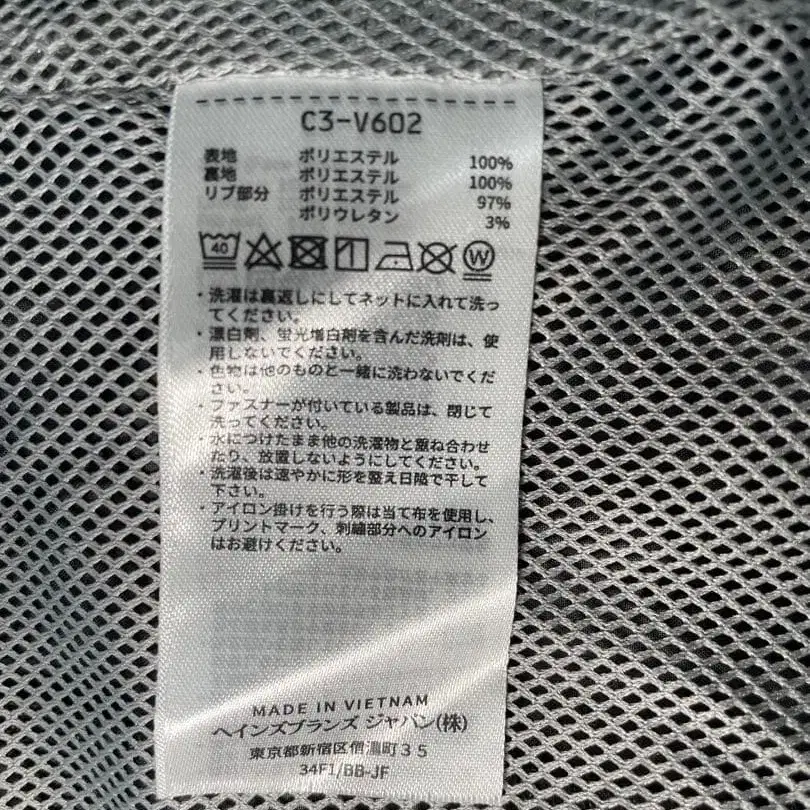 C3-V602
表地 ポリエステル 100%
裏地 ポリエステル 100%
リブ部分 ポリエステル 97%
ポリウレタン 3%
40 W
・洗濯は裏返しにしてネットに入れて洗っ
てください。
・漂白剤、蛍光増白剤を含んだ洗剤は、使
用しないでください。
・色物は他のものと一緒に洗わないでくだ
さい。
・ファスナーが付いている製品は、閉じて
洗ってください。
・水につけたまま他の洗濯物と重ね合わせ
たり、放置しないようにしてください。
・洗濯後は速やかに形を整え日陰で干して
下さい。
・アイロン掛けを行う際は当て布を使用し、
プリントマーク、刺繍部分へのアイロン
はお避けください。
MADE IN VIETNAM
ヘインズブランズ ジャパン(株)
東京都新宿区信濃町35
34F1/BB-JF